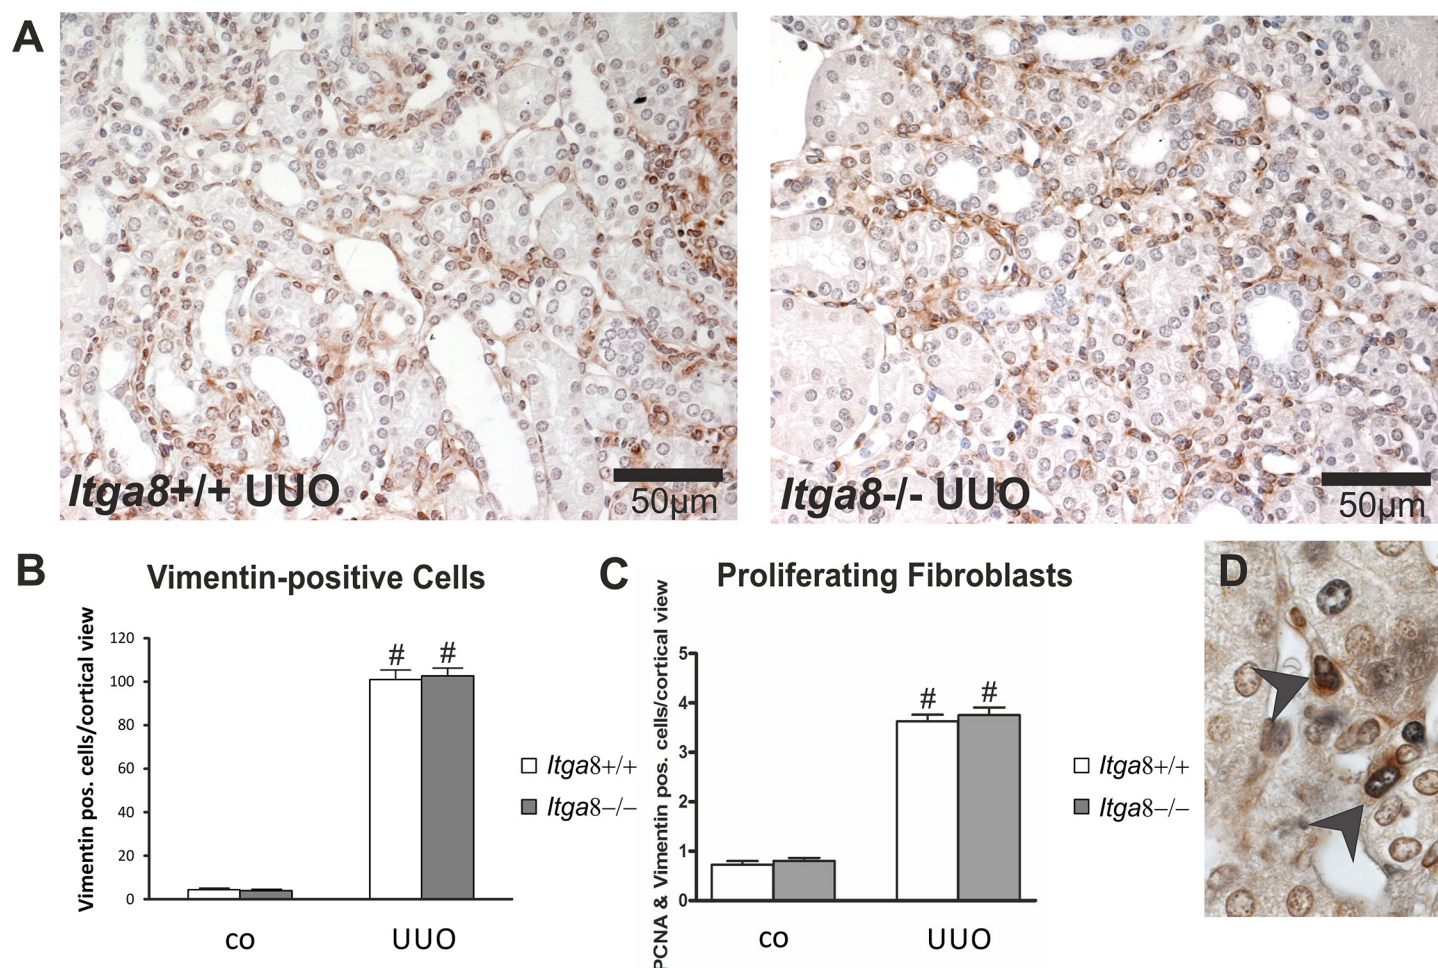 A
Itga8+/+ UUO
50µm
Itga8-/- UUO
50µm
B
Vimentin-positive Cells
Vimentin pos. cells/cortical view
120
100
80
60
40
20
0
# #
co
UUO
Itga8+/+
Itga8−/−
C
Proliferating Fibroblasts
PCNA & Vimentin pos. cells/cortical view
5
4
3
2
1
0
# #
co
UUO
Itga8+/+
Itga8−/−
D